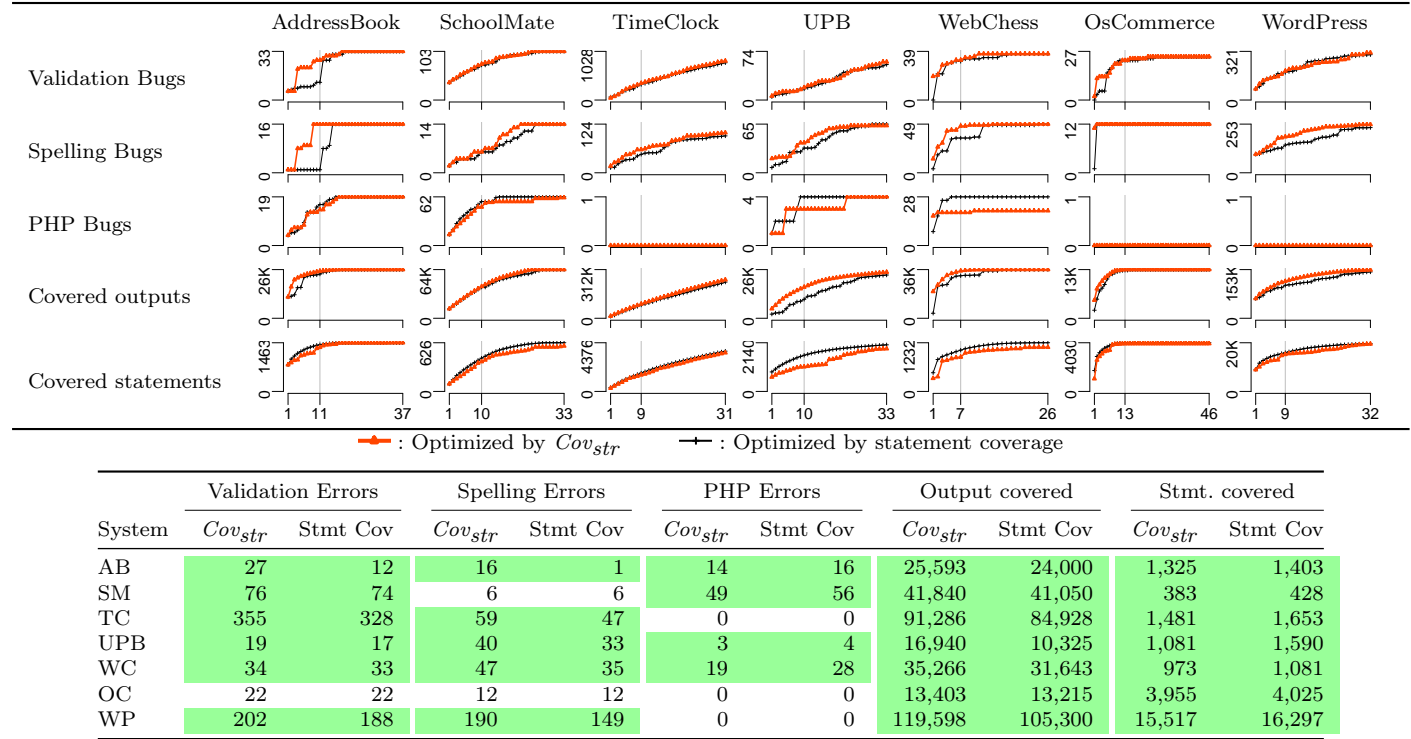 AddressBook SchoolMate TimeClock UPB WebChess OsCommerce WordPress
Validation Bugs 0 33 0 103 0 1028 0 74 0 39 0 27 0 321
Spelling Bugs 0 16 0 14 0 124 0 65 0 49 0 12 0 253
PHP Bugs 0 19 0 62 0 1 0 4 0 28 0 1 0 1
Covered outputs 0 26K 0 64K 0 312K 0 26K 0 36K 0 13K 0 153K
Covered statements 0 1463 0 626 0 4376 0 2140 0 1232 0 4030 0 20K
1 11 37 1 10 33 1 9 31 1 10 33 1 7 26 1 13 46 1 9 32
: Optimized by Cov_str : Optimized by statement coverage
Validation Errors Spelling Errors PHP Errors Output covered Stmt. covered
System Cov_str Stmt Cov Cov_str Stmt Cov Cov_str Stmt Cov Cov_str Stmt Cov Cov_str Stmt Cov
AB 27 12 16 1 14 16 25,593 24,000 1,325 1,403
SM 76 74 6 6 49 56 41,840 41,050 383 428
TC 355 328 59 47 0 0 91,286 84,928 1,481 1,653
UPB 19 17 40 33 3 4 16,940 10,325 1,081 1,590
WC 34 33 47 35 19 28 35,266 31,643 973 1,081
OC 22 22 12 12 0 0 13,403 13,215 3,955 4,025
WP 202 188 190 149 0 0 119,598 105,300 15,517 16,297